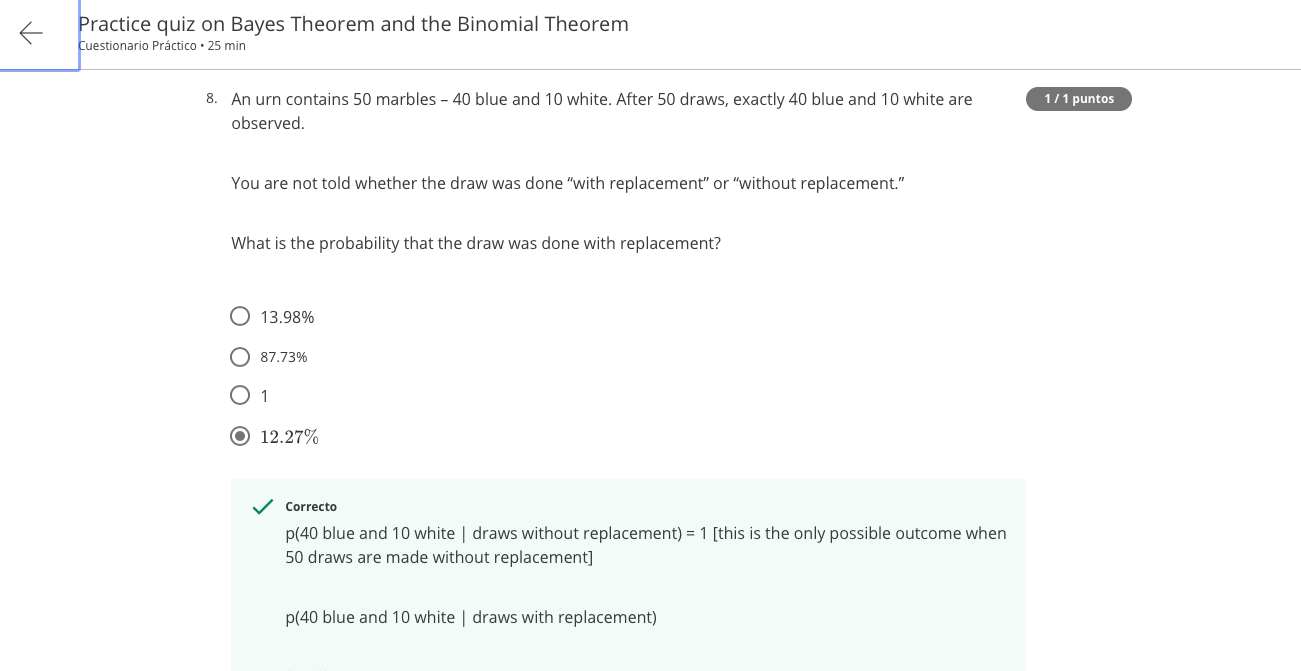 Practice quiz on Bayes Theorem and the Binomial Theorem
Cuestionario Práctico • 25 min
8. An urn contains 50 marbles – 40 blue and 10 white. After 50 draws, exactly 40 blue and 10 white are
observed.
1 / 1 puntos
You are not told whether the draw was done “with replacement” or “without replacement.”
What is the probability that the draw was done with replacement?
13.98%
87.73%
1
12.27%
Correcto
p(40 blue and 10 white | draws without replacement) = 1 [this is the only possible outcome when
50 draws are made without replacement]
p(40 blue and 10 white | draws with replacement)